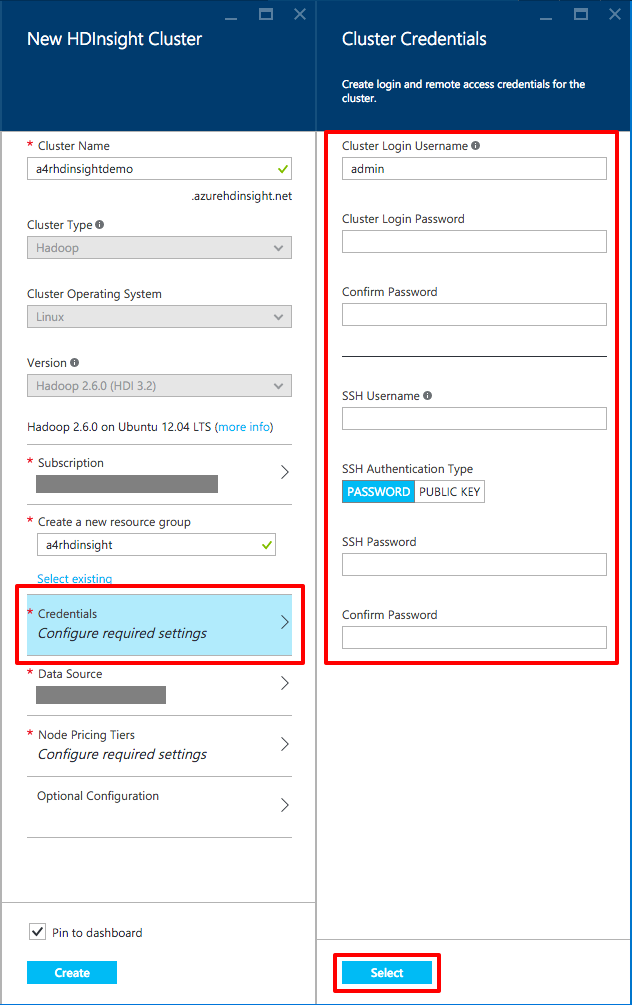 New HDInsight Cluster
* Cluster Name
a4rhdinsightdemo
.azurehdinsight.net
Cluster Type
Hadoop
Cluster Operating System
Linux
Version
Hadoop 2.6.0 (HDI 3.2)
Hadoop 2.6.0 on Ubuntu 12.04 LTS (more info)
* Subscription
* Create a new resource group
a4rhdinsight
Select existing
* Credentials
Configure required settings
* Data Source
* Node Pricing Tiers
Configure required settings
Optional Configuration
Pin to dashboard
Create
Cluster Credentials
Create login and remote access credentials for the
cluster.
Cluster Login Username
admin
Cluster Login Password
Confirm Password
SSH Username
SSH Authentication Type
PASSWORD PUBLIC KEY
SSH Password
Confirm Password
Select